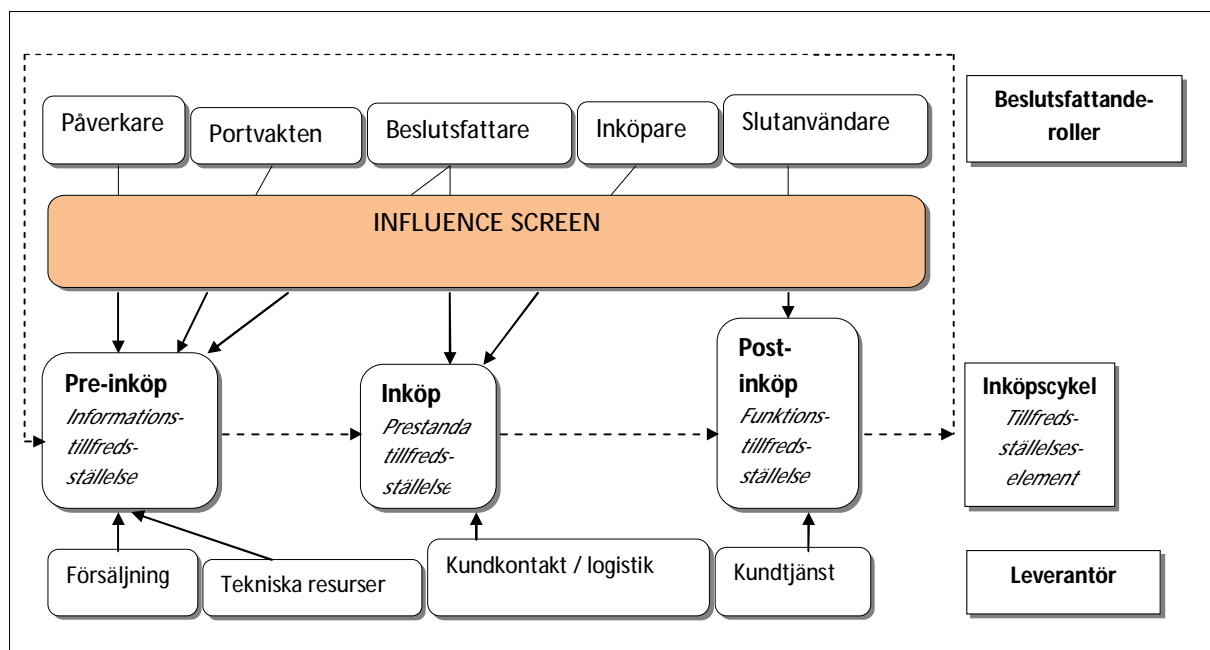 Påverkare
Portvakten
Beslutsfattare
Inköpare
Slutanvändare
Beslutsfattande-
roller
INFLUENCE SCREEN
Pre-inköp
Informations-
tillfreds-
ställelse
Inköp
Prestanda
tillfreds-
ställelse
Post-
inköp
Funktions-
tillfreds-
ställelse
Inköpscykel
Tillfreds-
ställelses-
element
Försäljning
Tekniska resurser
Kundkontakt / logistik
Kundtjänst
Leverantör